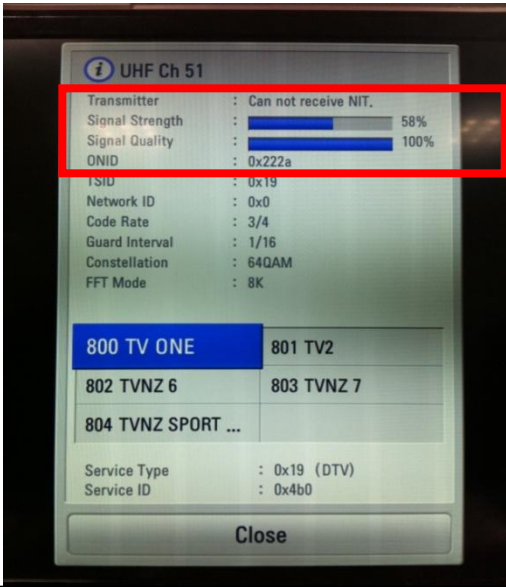 i UHF Ch 51
Transmitter : Can not receive NIT.
Signal Strength : 58%
Signal Quality : 100%
ONID : 0x222a
TSID : 0x19
Network ID : 0x0
Code Rate : 3/4
Guard Interval : 1/16
Constellation : 64QAM
FFT Mode : 8K
800 TV ONE 801 TV2
802 TVNZ 6 803 TVNZ 7
804 TVNZ SPORT ...
Service Type : 0x19 (DTV)
Service ID : 0x4b0
Close